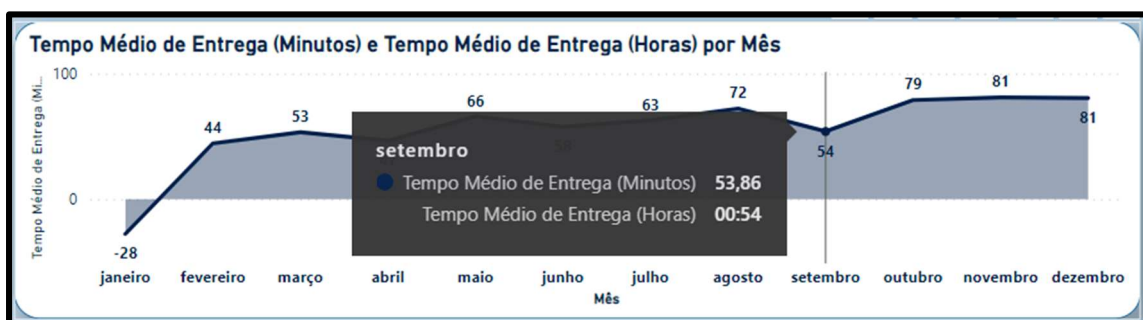 Tempo Médio de Entrega (Minutos) e Tempo Médio de Entrega (Horas) por Mês
Tempo Médio de Entrega (Mi...
100
0
-28
44
53
66
63
72
54
79
81
81
setembro
Tempo Médio de Entrega (Minutos) 53,86
Tempo Médio de Entrega (Horas) 00:54
janeiro fevereiro março abril maio junho julho agosto setembro outubro novembro dezembro
Mês